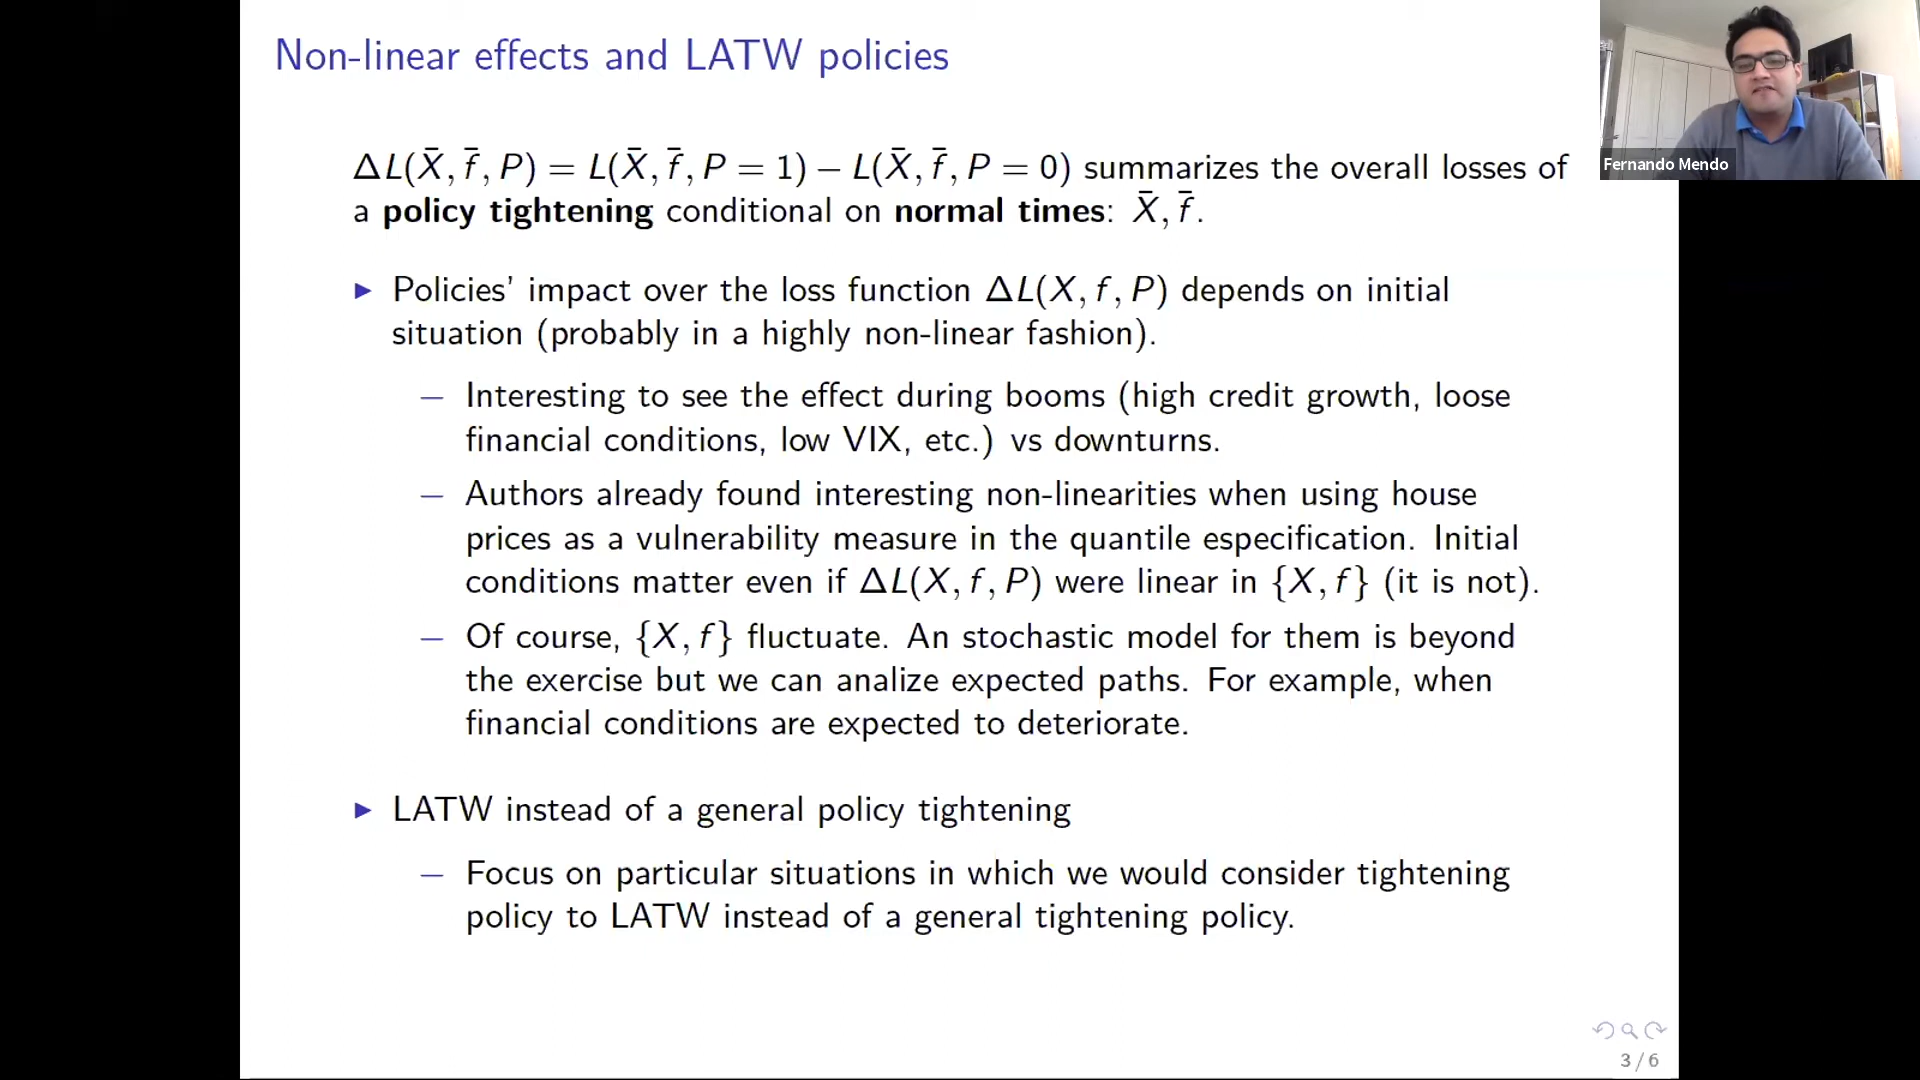 Non-linear effects and LATW policies
Fernando Mendo
ΔL(X̄, f̄, P) = L(X̄, f̄, P = 1) − L(X̄, f̄, P = 0) summarizes the overall losses of
a policy tightening conditional on normal times: X̄, f̄.
▶ Policies' impact over the loss function ΔL(X, f, P) depends on initial
situation (probably in a highly non-linear fashion).
– Interesting to see the effect during booms (high credit growth, loose
financial conditions, low VIX, etc.) vs downturns.
– Authors already found interesting non-linearities when using house
prices as a vulnerability measure in the quantile especification. Initial
conditions matter even if ΔL(X, f, P) were linear in {X, f} (it is not).
– Of course, {X, f} fluctuate. An stochastic model for them is beyond
the exercise but we can analize expected paths. For example, when
financial conditions are expected to deteriorate.
▶ LATW instead of a general policy tightening
– Focus on particular situations in which we would consider tightening
policy to LATW instead of a general tightening policy.
3 / 6